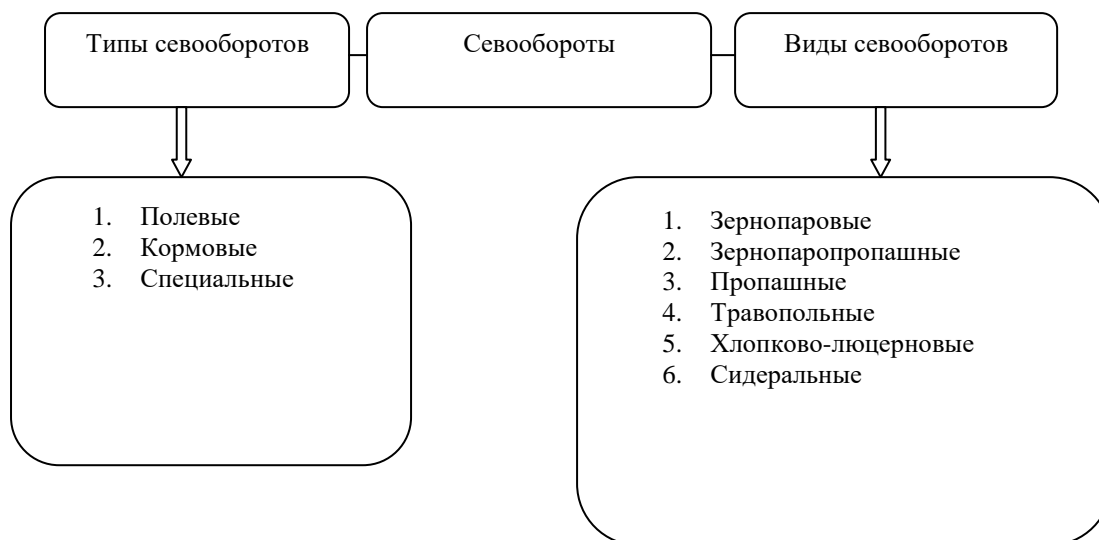 Типы севооборотов
Севообороты
Виды севооборотов
1. Полевые
2. Кормовые
3. Специальные
1. Зернопаровые
2. Зернопаропропашные
3. Пропашные
4. Травопольные
5. Хлопково-люцерновые
6. Сидеральные